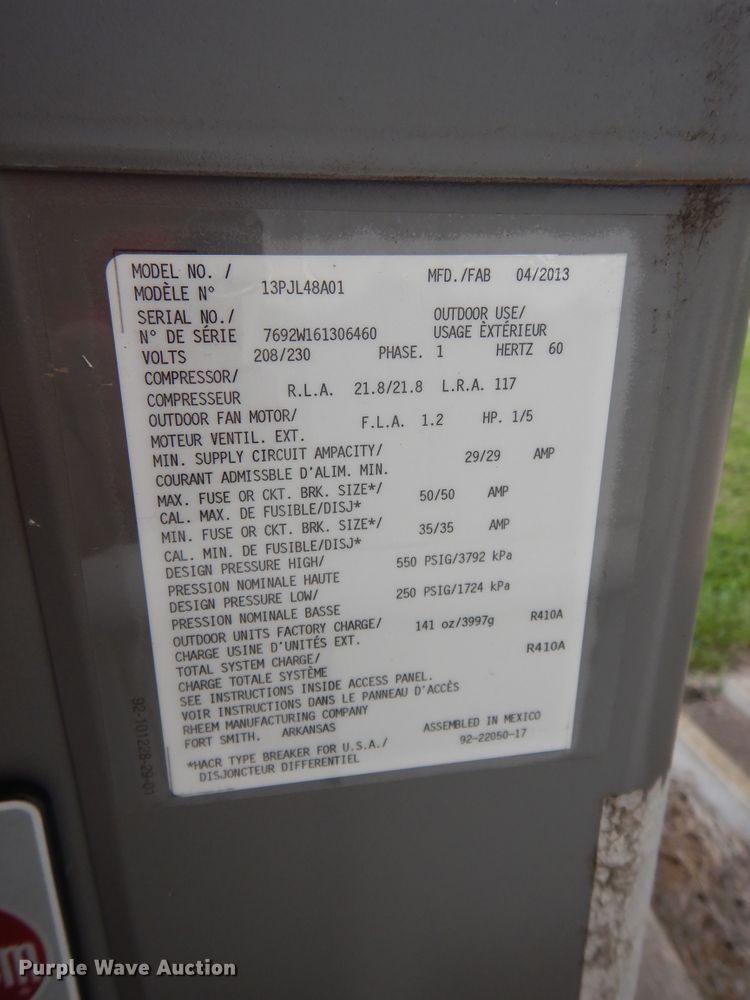 MODEL NO. / MFD./FAB 04/2013
MODÈLE N° 13PJL48A01
SERIAL NO./ OUTDOOR USE/
N° DE SÉRIE 7692W161306460 USAGE ÈXTÉRIEUR
VOLTS 208/230 PHASE. 1 HERTZ 60
COMPRESSOR/
COMPRESSEUR R.L.A. 21.8/21.8 L.R.A. 117
OUTDOOR FAN MOTOR/ F.L.A. 1.2 HP. 1/5
MOTEUR VENTIL. EXT.
MIN. SUPPLY CIRCUIT AMPACITY/ 29/29 AMP
COURANT ADMISSBLE D'ALIM. MIN.
MAX. FUSE OR CKT. BRK. SIZE*/ 50/50 AMP
CAL. MAX. DE FUSIBLE/DISJ*
MIN. FUSE OR CKT. BRK. SIZE*/ 35/35 AMP
CAL. MIN. DE FUSIBLE/DISJ*
DESIGN PRESSURE HIGH/ 550 PSIG/3792 kPa
PRESSION NOMINALE HAUTE
DESIGN PRESSURE LOW/ 250 PSIG/1724 kPa
PRESSION NOMINALE BASSE
OUTDOOR UNITS FACTORY CHARGE/ 141 oz/3997g R410A
CHARGE USINE D'UNITÉS EXT.
TOTAL SYSTEM CHARGE/ R410A
CHARGE TOTALE SYSTÈME
SEE INSTRUCTIONS INSIDE ACCESS PANEL.
VOIR INSTRUCTIONS DANS LE PANNEAU D'ACCÈS
RHEEM MANUFACTURING COMPANY
FORT SMITH. ARKANSAS ASSEMBLED IN MEXICO
92-22050-17
*HACR TYPE BREAKER FOR U.S.A./
DISJONCTEUR DIFFERENTIEL
92-101228-29-01
Purple Wave Auction